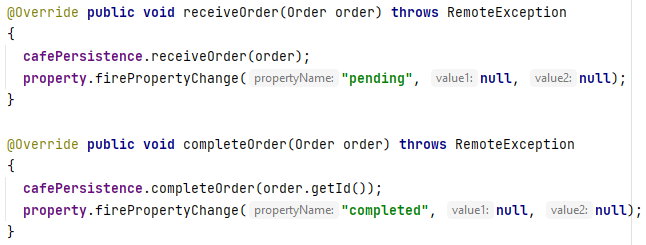 @Override public void receiveOrder(Order order) throws RemoteException
{
cafePersistence.receiveOrder(order);
property.firePropertyChange( propertyName: "pending", value1: null, value2: null);
}
@Override public void completeOrder(Order order) throws RemoteException
{
cafePersistence.completeOrder(order.getId());
property.firePropertyChange( propertyName: "completed", value1: null, value2: null);
}